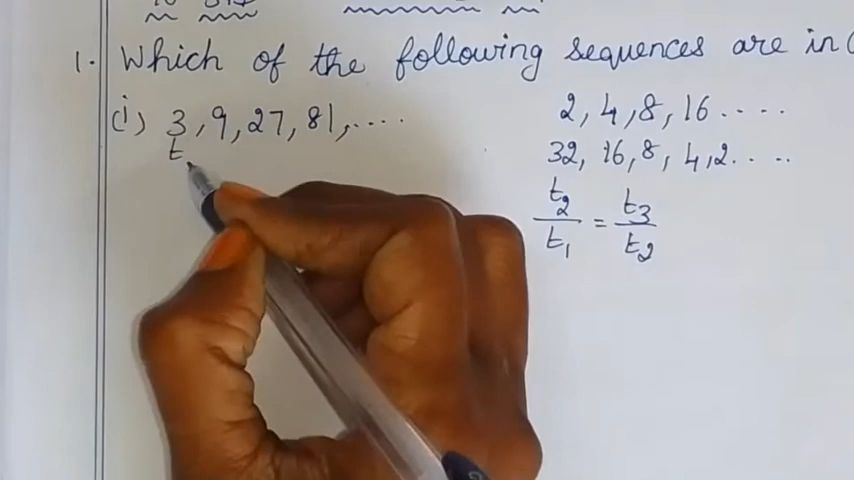 1. Which of the following sequences are in
(i) 3, 9, 27, 81, ....
t
2, 4, 8, 16 ....
32, 16, 8, 4, 2.. ..
t2/t1 = t3/t2